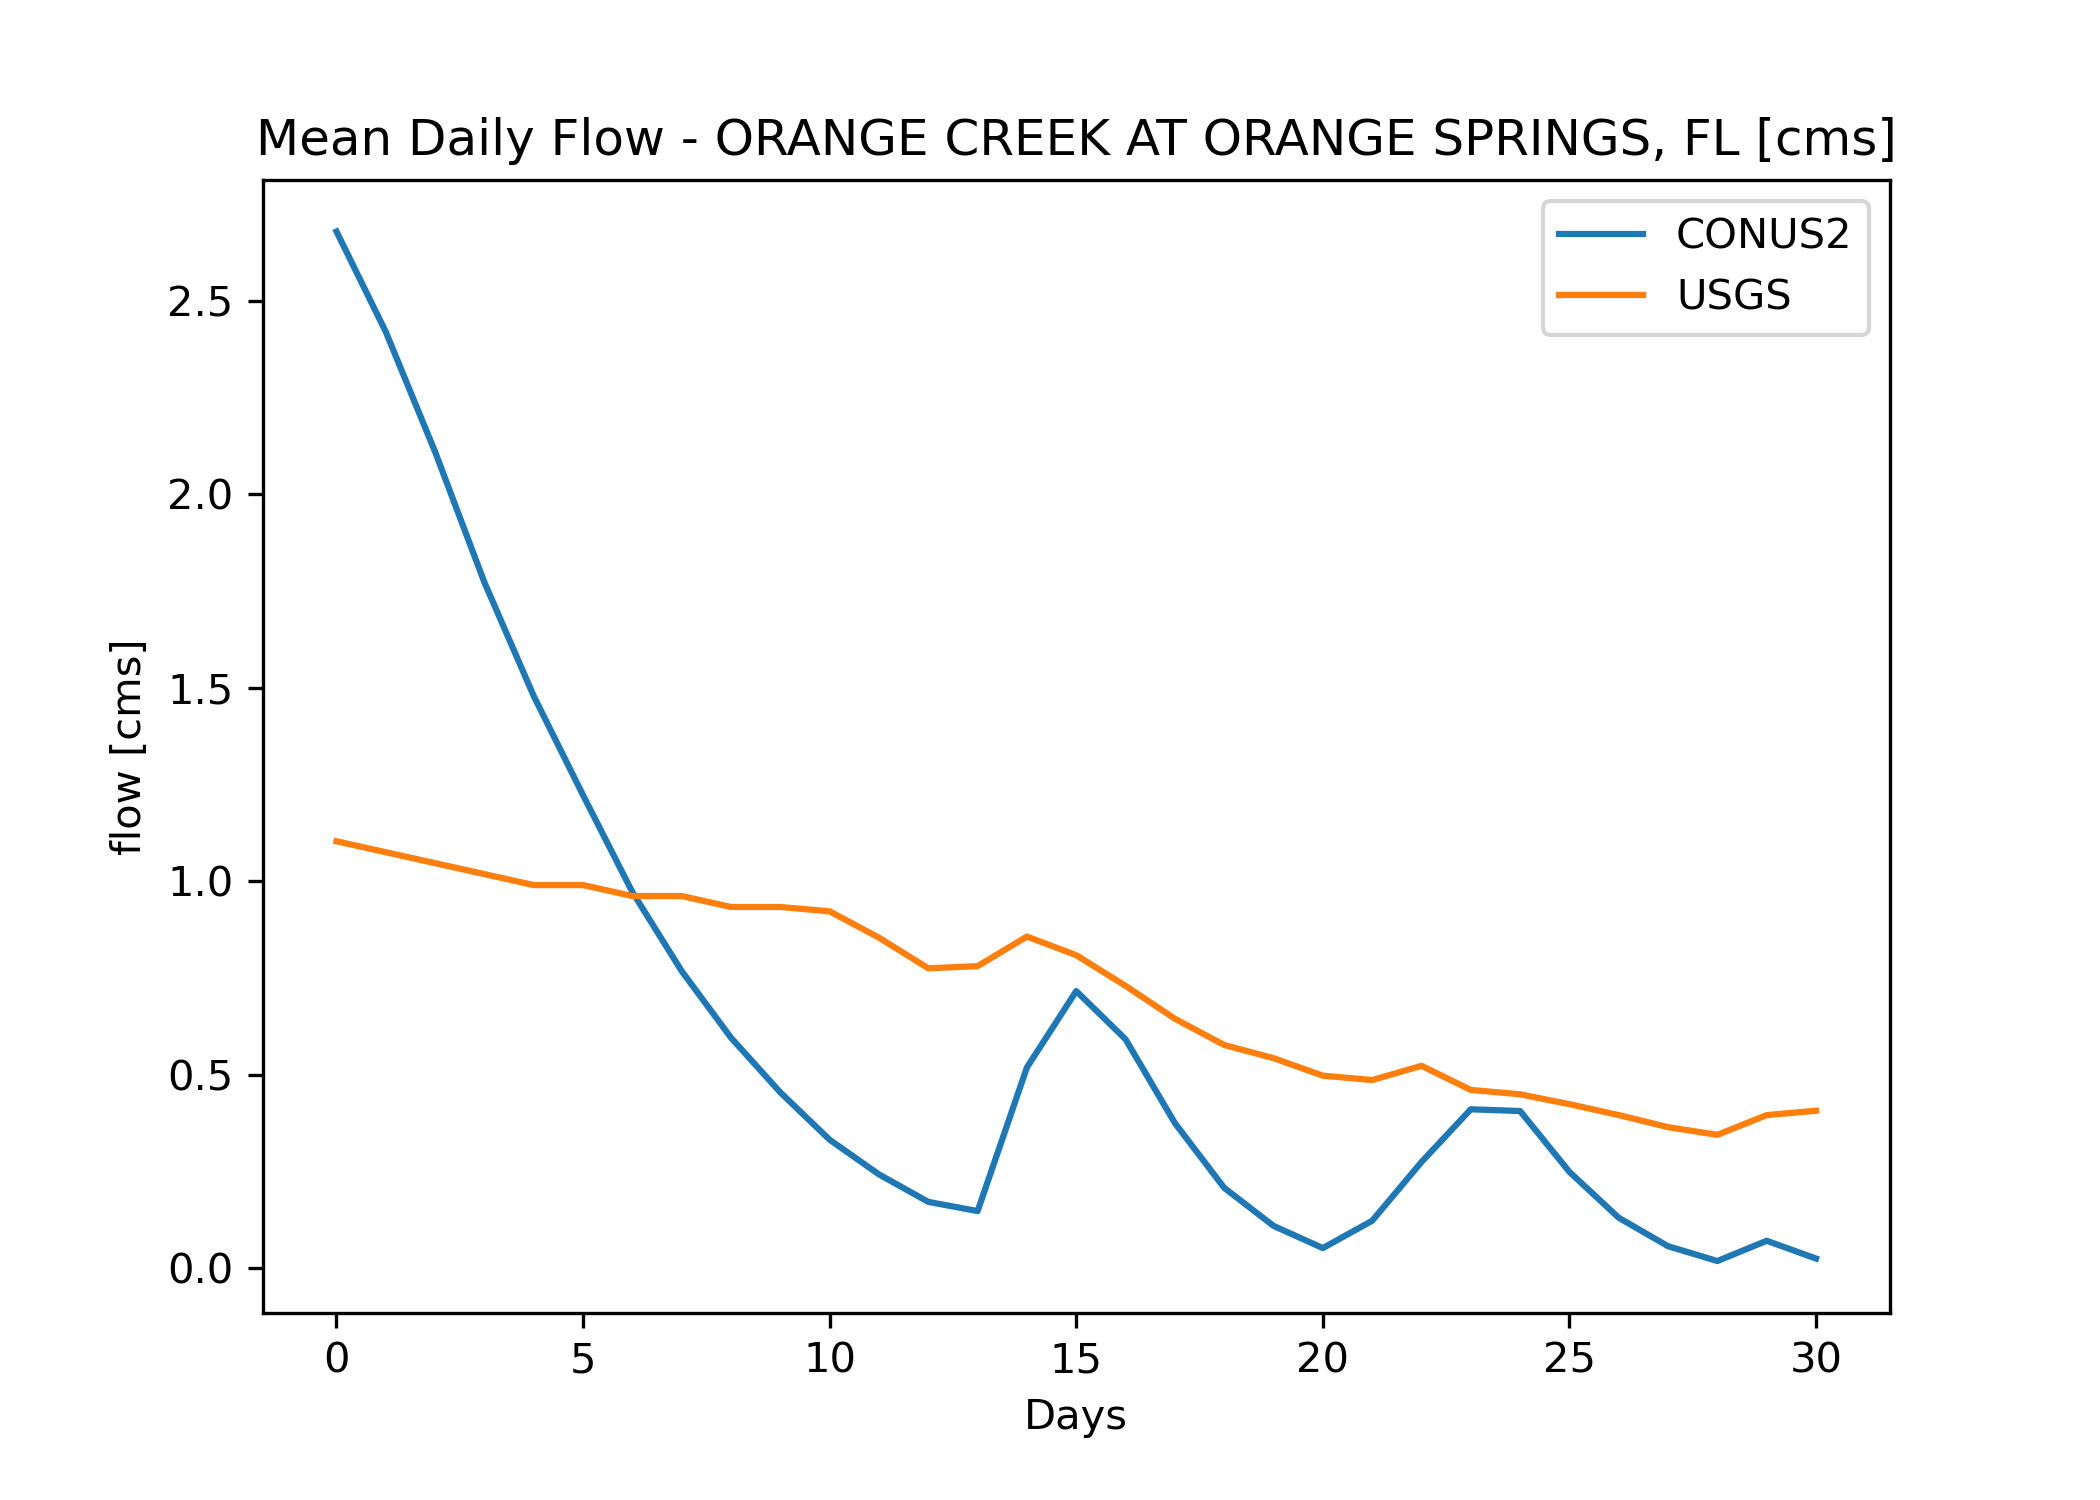 Mean Daily Flow - ORANGE CREEK AT ORANGE SPRINGS, FL [cms]
CONUS2
USGS
flow [cms]
2.5
2.0
1.5
1.0
0.5
0.0
0 5 10 15 20 25 30
Days